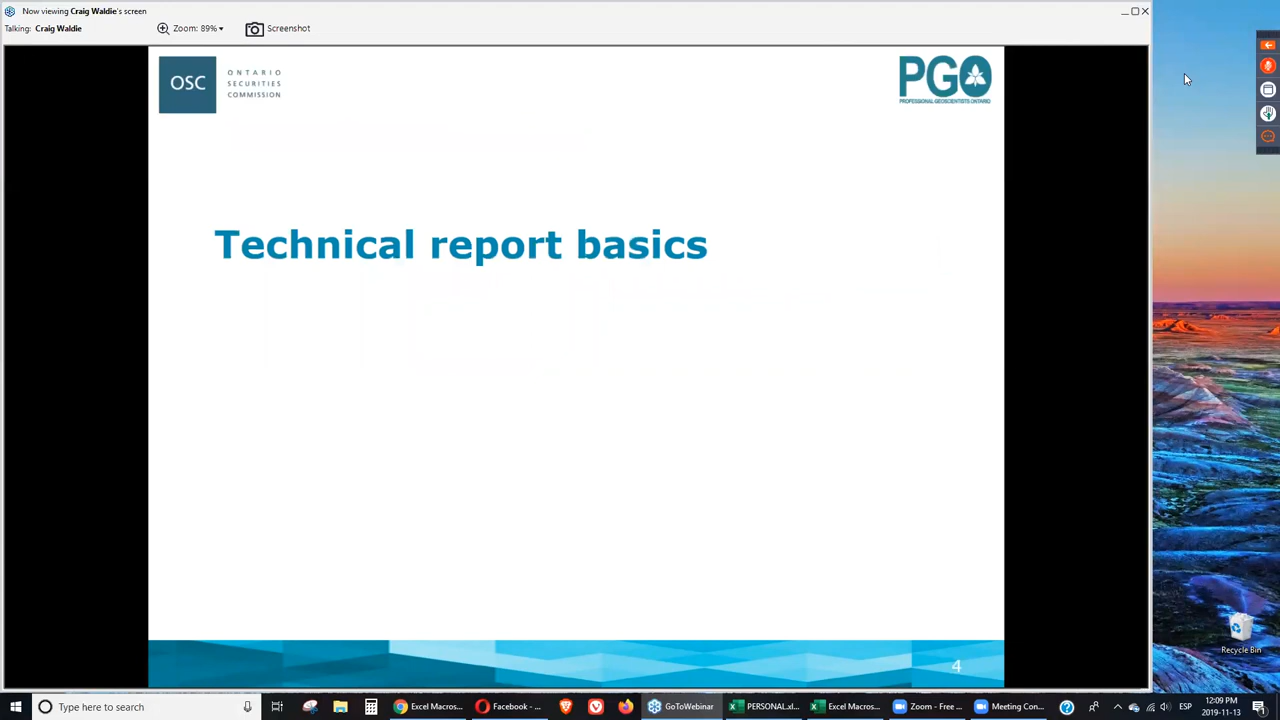 Now viewing Craig Waldie's screen
Talking: Craig Waldie
Zoom: 89%
Screenshot
OSC
ONTARIO
SECURITIES
COMMISSION
PGO
PROFESSIONAL GEOSCIENTISTS ONTARIO
Technical report basics
4
Recycle Bin
Type here to search
Excel Macros...
Facebook - ...
GoToWebinar
PERSONAL.xl...
Excel Macros...
Zoom - Free ...
Meeting Con...
ESP
12:09 PM
2019-11-13